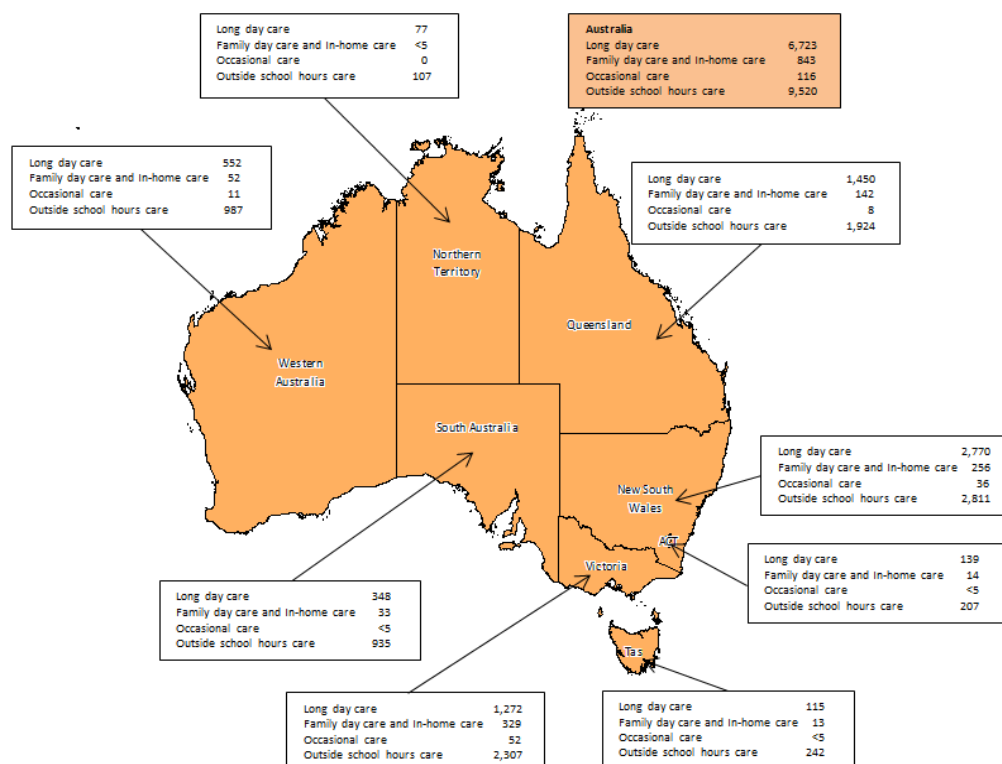 Long day care 77
Family day care and In-home care <5
Occasional care 0
Outside school hours care 107
Australia
Long day care 6,723
Family day care and In-home care 843
Occasional care 116
Outside school hours care 9,520
Long day care 552
Family day care and In-home care 52
Occasional care 11
Outside school hours care 987
Long day care 1,450
Family day care and In-home care 142
Occasional care 8
Outside school hours care 1,924
Northern
Territory
Queensland
Western
Australia
South Australia
Long day care 2,770
Family day care and In-home care 256
Occasional care 36
Outside school hours care 2,811
New South
Wales
ACT
Victoria
Long day care 139
Family day care and In-home care 14
Occasional care <5
Outside school hours care 207
Long day care 348
Family day care and In-home care 33
Occasional care <5
Outside school hours care 935
Tas
Long day care 1,272
Family day care and In-home care 329
Occasional care 52
Outside school hours care 2,307
Long day care 115
Family day care and In-home care 13
Occasional care <5
Outside school hours care 242